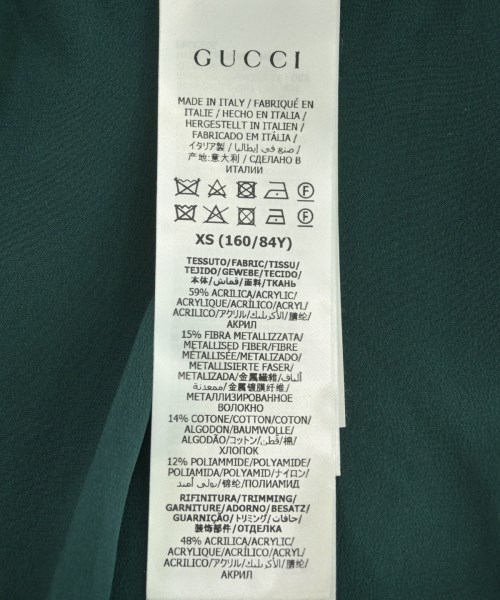 GUCCI
MADE IN ITALY / FABRIQUÉ EN
ITALIE / HECHO EN ITALIA /
HERGESTELLT IN ITALIEN /
FABRICADO EM ITÁLIA /
イタリア製 / صنع في إيطاليا /
产地:意大利 / СДЕЛАНО В
ИТАЛИИ
F
F
XS (160/84Y)
TESSUTO/FABRIC/TISSU/
TEJIDO/GEWEBE/TECIDO/
本体/قماش/面料/ТКАНЬ
59% ACRILICA/ACRYLIC/
ACRYLIQUE/ACRÍLICO/ACRYL/
ACRILICO/アクリル/الأكريليك/腈纶/
АКРИЛ
15% FIBRA METALLIZZATA/
METALLISED FIBER/FIBRE
MÉTALLISÉE/METALIZADO/
METALLISIERTE FASER/
METALIZADA/金属繊維/ألياف
ممعدنة/金属镀膜纤维/
МЕТАЛЛИЗИРОВАННОЕ
ВОЛОКНО
14% COTONE/COTTON/COTON/
ALGODON/BAUMWOLLE/
ALGODÃO/コットン/قطن/棉/
ХЛОПОК
12% POLIAMMIDE/POLYAMIDE/
POLIAMIDA/POLYAMID/ナイロン/
بولي أميد/锦纶/ПОЛИАМИД
RIFINITURA/TRIMMING/
GARNITURE/ADORNO/BESATZ/
GUARNIÇÃO/トリミング/حافات/
装饰部件/ОТДЕЛКА
48% ACRILICA/ACRYLIC/
ACRYLIQUE/ACRÍLICO/ACRYL/
ACRILICO/アクリル/الأكريليك/腈纶/
АКРИЛ